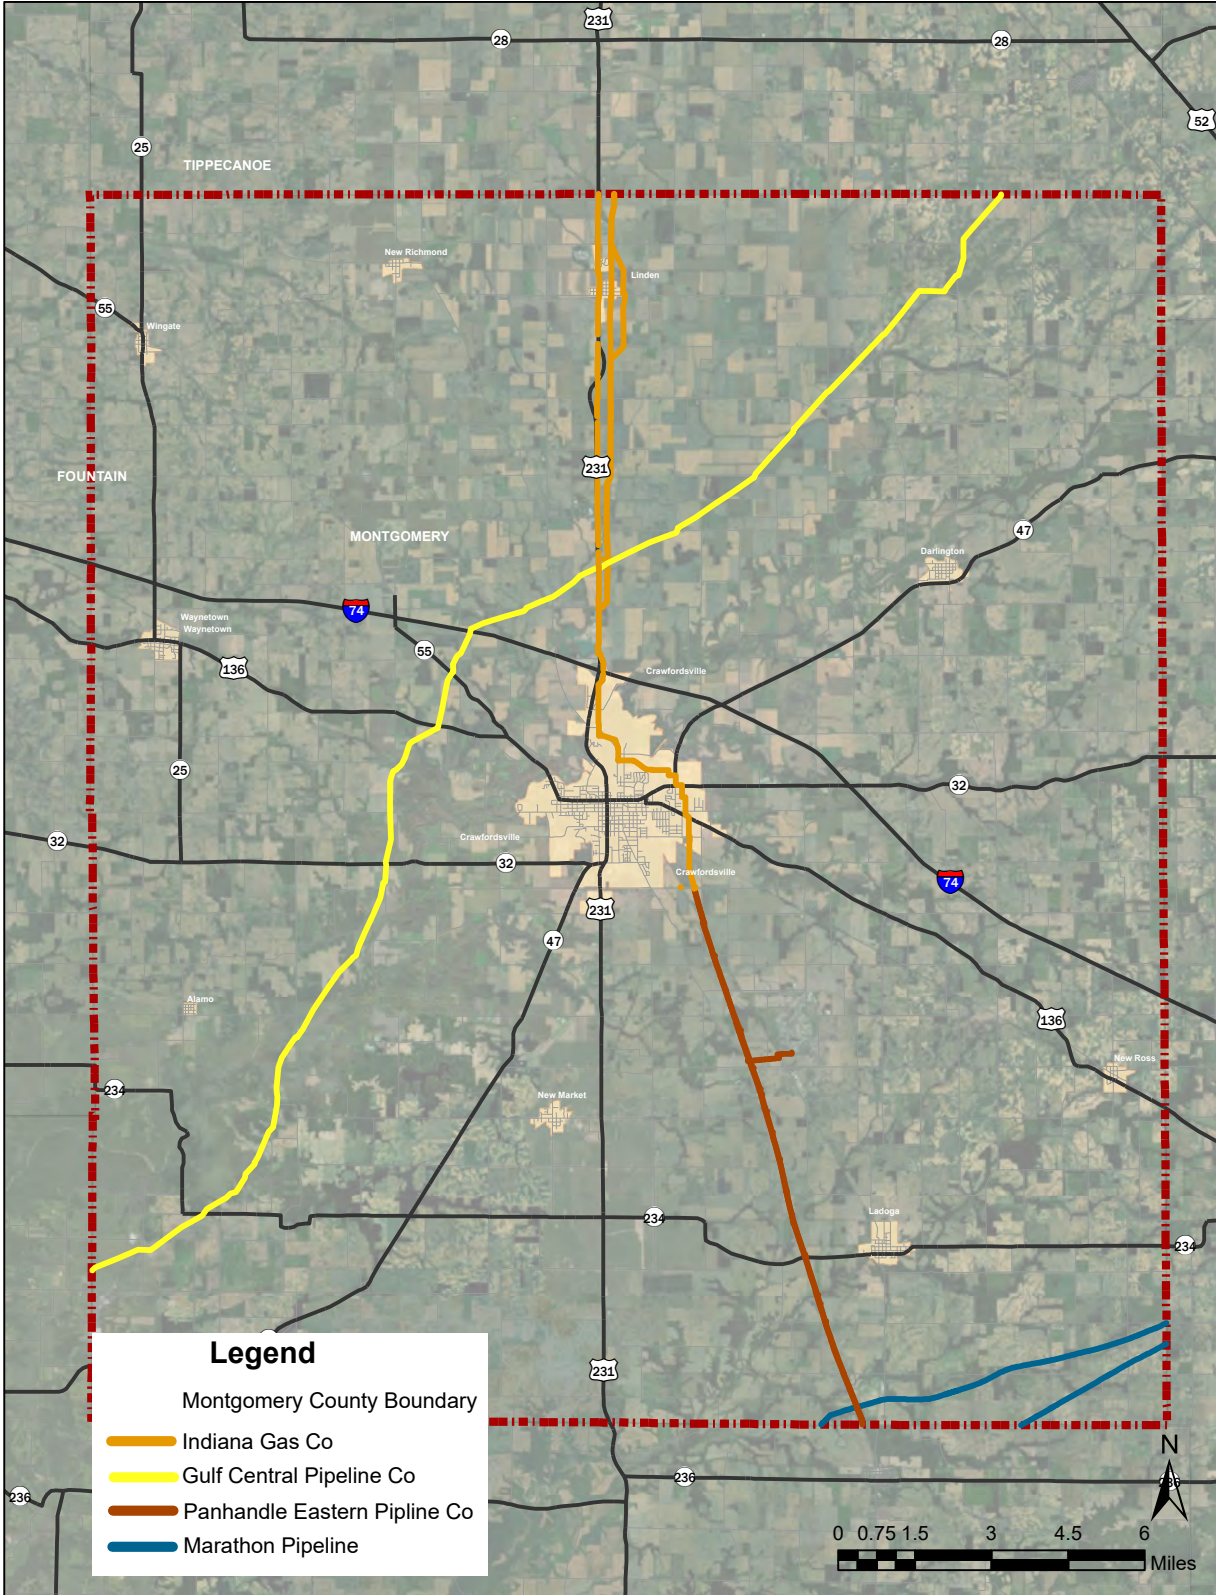 231
28
28
52
25
TIPPECANOE
New Richmond
Linden
55
Wingate
231
FOUNTAIN
47
MONTGOMERY
Darlington
74
Waynetown
Waynetown
55
136
Crawfordsville
25
32
32
Crawfordsville
32
Crawfordsville
74
231
47
Alamo
136
New Ross
234
New Market
Ladoga
234
234
Legend
Montgomery County Boundary
Indiana Gas Co
Gulf Central Pipeline Co
Panhandle Eastern Pipline Co
Marathon Pipeline
231
N
236
236
236
0 0.75 1.5 3 4.5 6
Miles